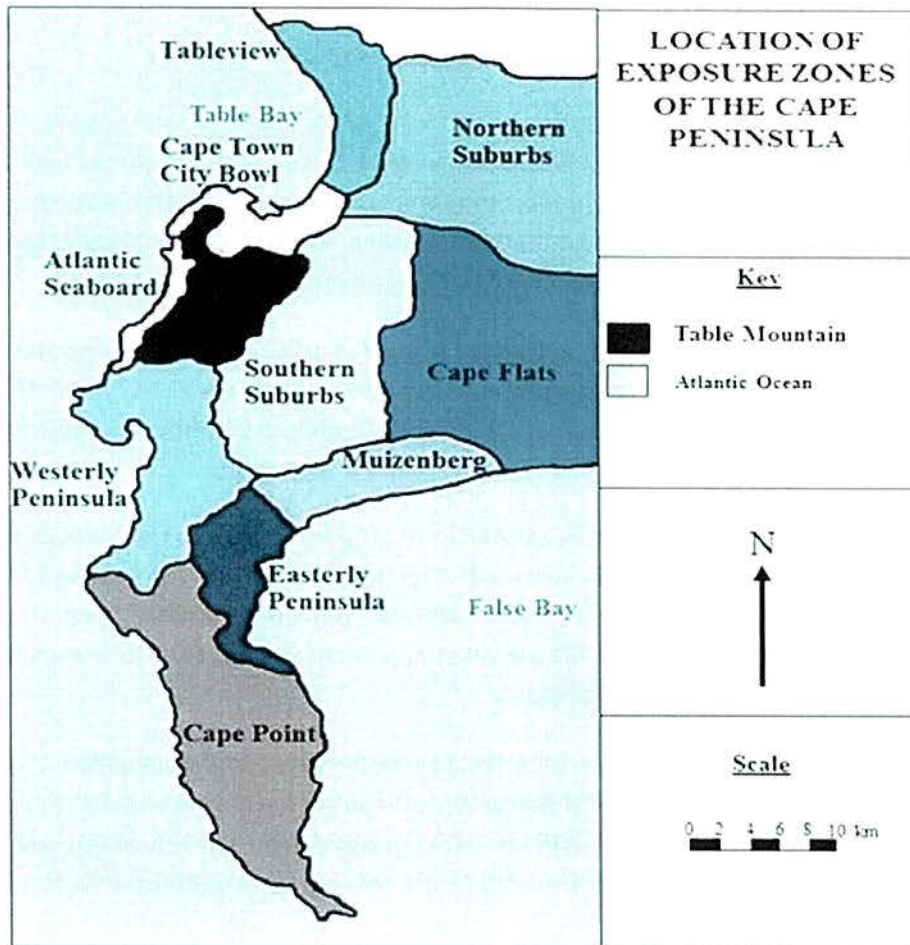 Tableview
Table Bay
Cape Town
City Bowl
Northern
Suburbs
Atlantic
Seaboard
Southern
Suburbs
Cape Flats
Muizenberg
Westerly
Peninsula
Easterly
Peninsula
False Bay
Cape Point
LOCATION OF
EXPOSURE ZONES
OF THE CAPE
PENINSULA
Key
Table Mountain
Atlantic Ocean
N
Scale
0 2 4 6 8 10 km